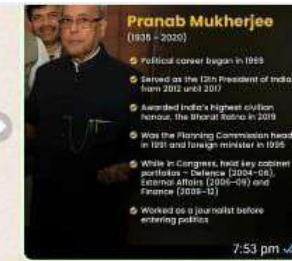 Pranab Mukherjee
(1935 - 2020)
Political career began in 1969
Served as the 13th President of India
from 2012 until 2017
Awarded India's highest civilian
honour, the Bharat Ratna in 2019
Was the Planning Commission head
in 1991 and foreign minister in 1995
While in Congress, held key cabinet
portfolios – Defence (2004-06),
External Affairs (2006-09) and
Finance (2009-12)
Worked as a journalist before
entering politics
7:53 pm